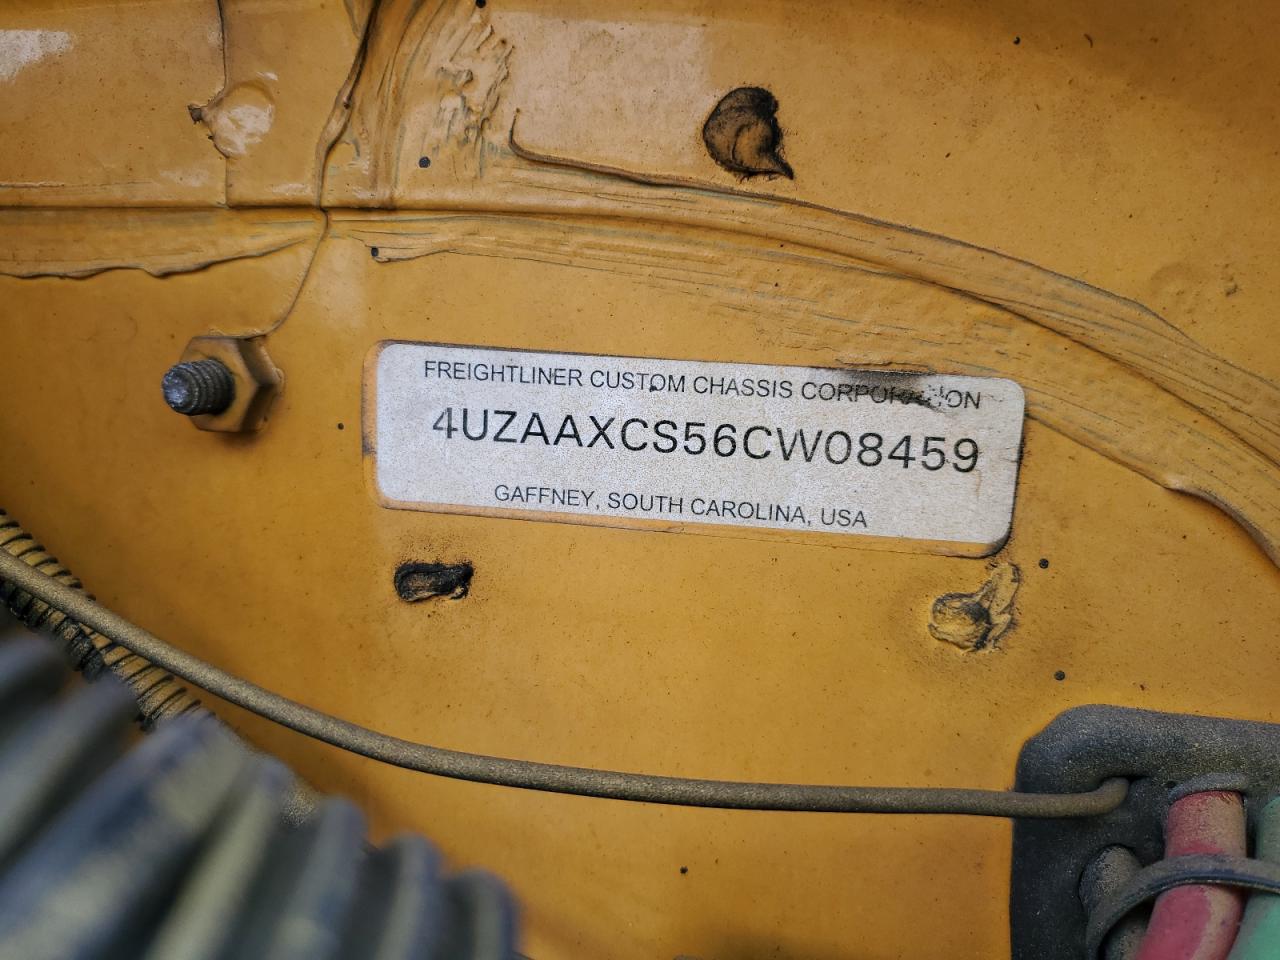 FREIGHTLINER CUSTOM CHASSIS CORPORATION
4UZAAXCS56CW08459
GAFFNEY, SOUTH CAROLINA, USA